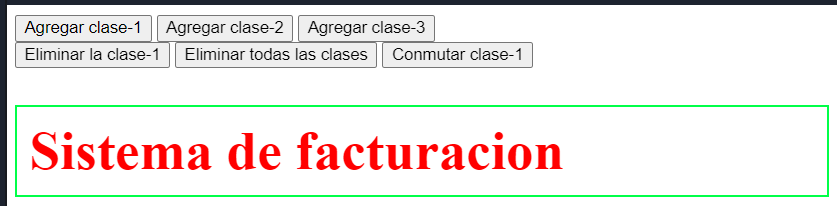 Agregar clase-1 Agregar clase-2 Agregar clase-3
Eliminar la clase-1 Eliminar todas las clases Conmutar clase-1
Sistema de facturacion